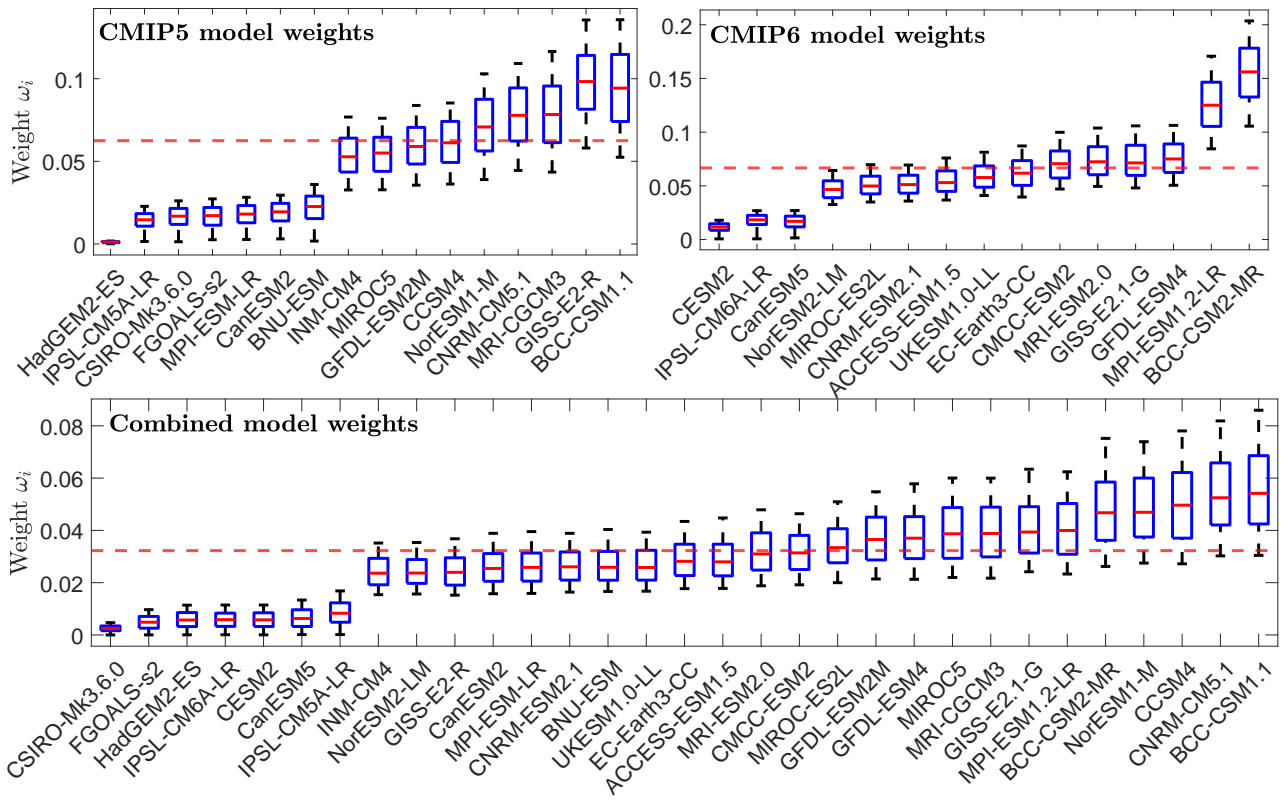 CMIP5 model weights
Weight ωᵢ
0.1
0.05
0
HadGEM2-ES
IPSL-CM5A-LR
CSIRO-Mk3.6.0
FGOALS-s2
MPI-ESM-LR
CanESM2
BNU-ESM
INM-CM4
MIROC5
GFDL-ESM2M
CCSM4
NorESM1-M
CNRM-CM5.1
MRI-CGCM3
GISS-E2-R
BCC-CSM1.1
CMIP6 model weights
0.2
0.15
0.1
0.05
0
CESM2
IPSL-CM6A-LR
CanESM5
NorESM2-LM
MIROC-ES2L
CNRM-ESM2.1
ACCESS-ESM1.5
UKESM1.0-LL
EC-Earth3-CC
CMCC-ESM2
MRI-ESM2.0
GISS-E2.1-G
GFDL-ESM4
MPI-ESM1.2-LR
BCC-CSM2-MR
Combined model weights
Weight ωᵢ
0.08
0.06
0.04
0.02
0
CSIRO-Mk3.6.0
FGOALS-s2
HadGEM2-ES
IPSL-CM6A-LR
CESM2
CanESM5
IPSL-CM5A-LR
INM-CM4
NorESM2-LM
GISS-E2-R
CanESM2
MPI-ESM-LR
CNRM-ESM2.1
BNU-ESM
UKESM1.0-LL
EC-Earth3-CC
ACCESS-ESM1.5
MRI-ESM2.0
CMCC-ESM2
MIROC-ES2L
GFDL-ESM2M
GFDL-ESM4
MIROC5
MRI-CGCM3
GISS-E2.1-G
MPI-ESM1.2-LR
BCC-CSM2-MR
NorESM1-M
CCSM4
CNRM-CM5.1
BCC-CSM1.1